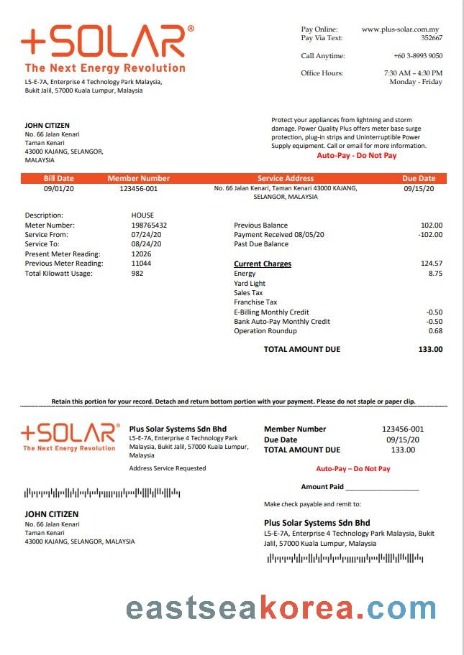 +SOLAR®
The Next Energy Revolution
L5-E-7A, Enterprise 4 Technology Park Malaysia,
Bukit Jalil, 57000 Kuala Lumpur, Malaysia
Pay Online: www.plus-solar.com.my
Pay Via Text: 352667
Call Anytime: +60 3-8993 9050
Office Hours: 7:30 AM – 4:30 PM
Monday - Friday
JOHN CITIZEN
No. 66 Jalan Kenari
Taman Kenari
43000 KAJANG, SELANGOR,
MALAYSIA
Protect your appliances from lightning and storm
damage. Power Quality Plus offers meter base surge
protection, plug-in strips and Uninterruptible Power
Supply equipment. Call or email for more information.
Auto-Pay - Do Not Pay
Bill Date Member Number Service Address Due Date
09/01/20 123456-001 No. 66 Jalan Kenari, Taman Kenari 43000 KAJANG, 09/15/20
SELANGOR, MALAYSIA
Description: HOUSE
Meter Number: 198765432
Service From: 07/24/20
Service To: 08/24/20
Present Meter Reading: 12026
Previous Meter Reading: 11044
Total Kilowatt Usage: 982
Previous Balance 102.00
Payment Received 08/05/20 -102.00
Past Due Balance
Current Charges 124.57
Energy 8.75
Yard Light
Sales Tax
Franchise Tax
E-Billing Monthly Credit -0.50
Bank Auto-Pay Monthly Credit -0.50
Operation Roundup 0.68
TOTAL AMOUNT DUE 133.00
Retain this portion for your record. Detach and return bottom portion with your payment. Please do not staple or paper clip.
+SOLAR®
The Next Energy Revolution
Plus Solar Systems Sdn Bhd
L5-E-7A, Enterprise 4 Technology Park
Malaysia, Bukit Jalil, 57000 Kuala Lumpur,
Malaysia
Address Service Requested
Member Number 123456-001
Due Date 09/15/20
TOTAL AMOUNT DUE 133.00
Auto-Pay – Do Not Pay
Amount Paid
JOHN CITIZEN
No. 66 Jalan Kenari
Taman Kenari
43000 KAJANG, SELANGOR, MALAYSIA
Make check payable and remit to:
Plus Solar Systems Sdn Bhd
L5-E-7A, Enterprise 4 Technology Park Malaysia, Bukit
Jalil, 57000 Kuala Lumpur, Malaysia
eastseakorea.com